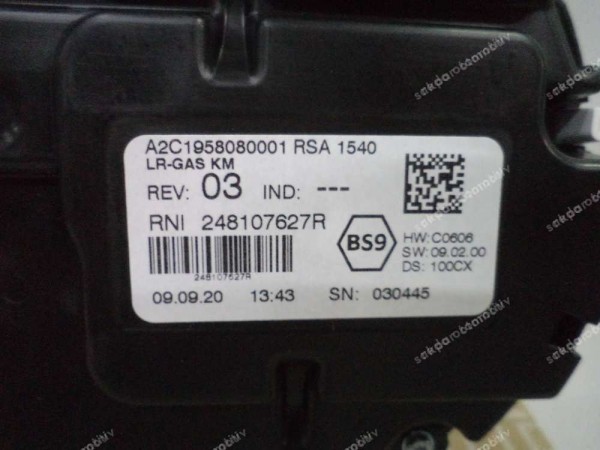 A2C1958080001 RSA 1540
LR-GAS KM
REV: 03 IND: ---
RNI 248107627R
BS9
HW:C0606
SW:09.02.00
DS: 100CX
248107627R
09.09.20 13:43 SN: 030445